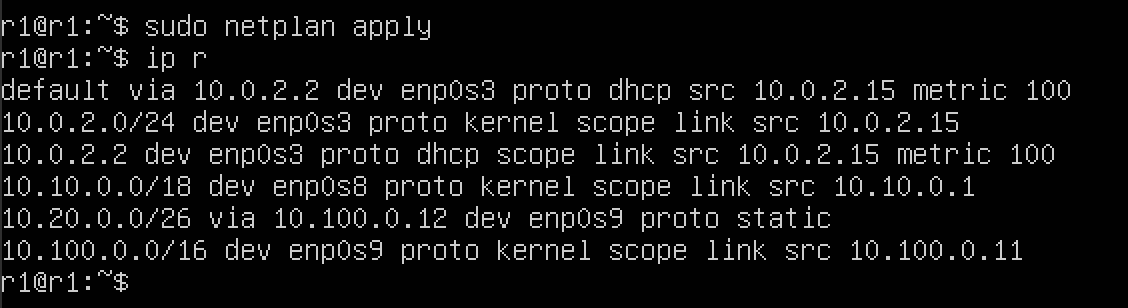 r1@r1:~$ sudo netplan apply
r1@r1:~$ ip r
default via 10.0.2.2 dev enp0s3 proto dhcp src 10.0.2.15 metric 100
10.0.2.0/24 dev enp0s3 proto kernel scope link src 10.0.2.15
10.0.2.2 dev enp0s3 proto dhcp scope link src 10.0.2.15 metric 100
10.10.0.0/18 dev enp0s8 proto kernel scope link src 10.10.0.1
10.20.0.0/26 via 10.100.0.12 dev enp0s9 proto static
10.100.0.0/16 dev enp0s9 proto kernel scope link src 10.100.0.11
r1@r1:~$